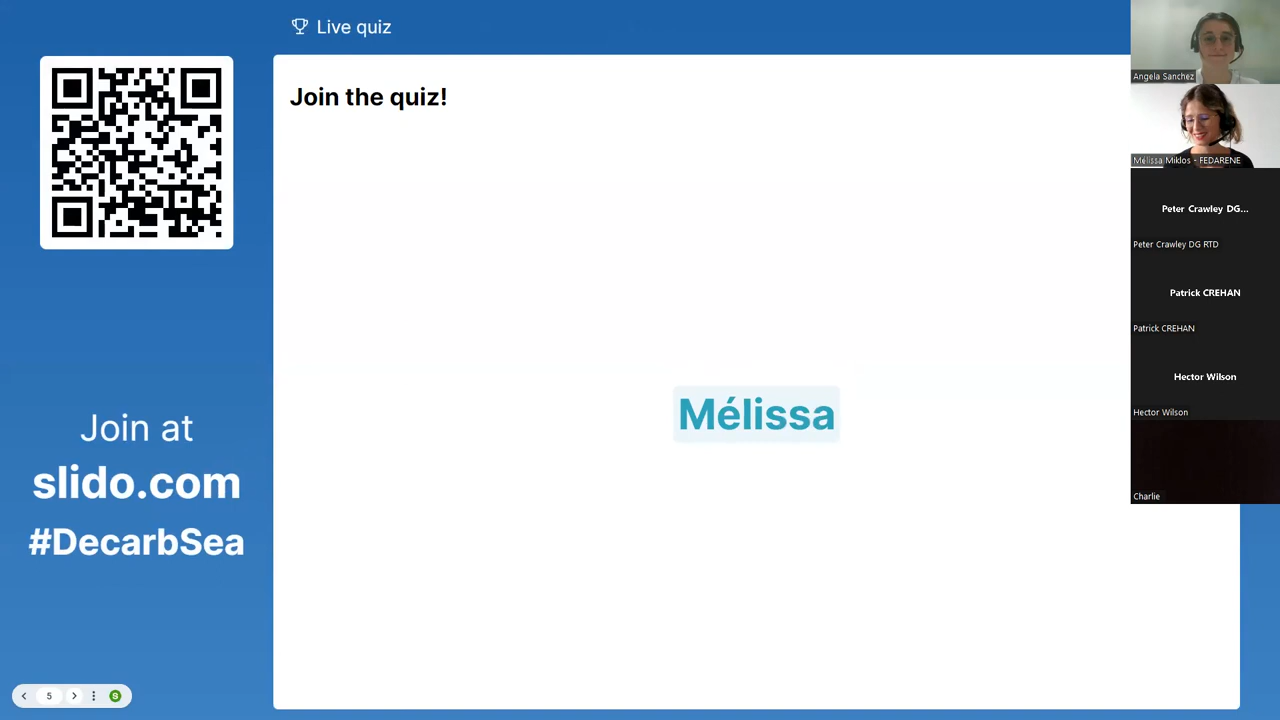 Live quiz
Join the quiz!
Mélissa
Join at
slido.com
#DecarbSea
5
S
Angela Sanchez
Mélissa Miklos - FEDARENE
Peter Crawley DG...
Peter Crawley DG RTD
Patrick CREHAN
Patrick CREHAN
Hector Wilson
Hector Wilson
Charlie